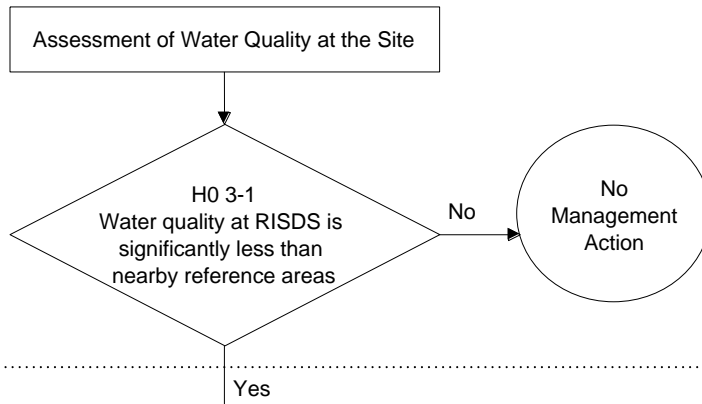 Assessment of Water Quality at the Site
H0 3-1
Water quality at RISDS is
significantly less than
nearby reference areas
No
No
Management
Action
Yes